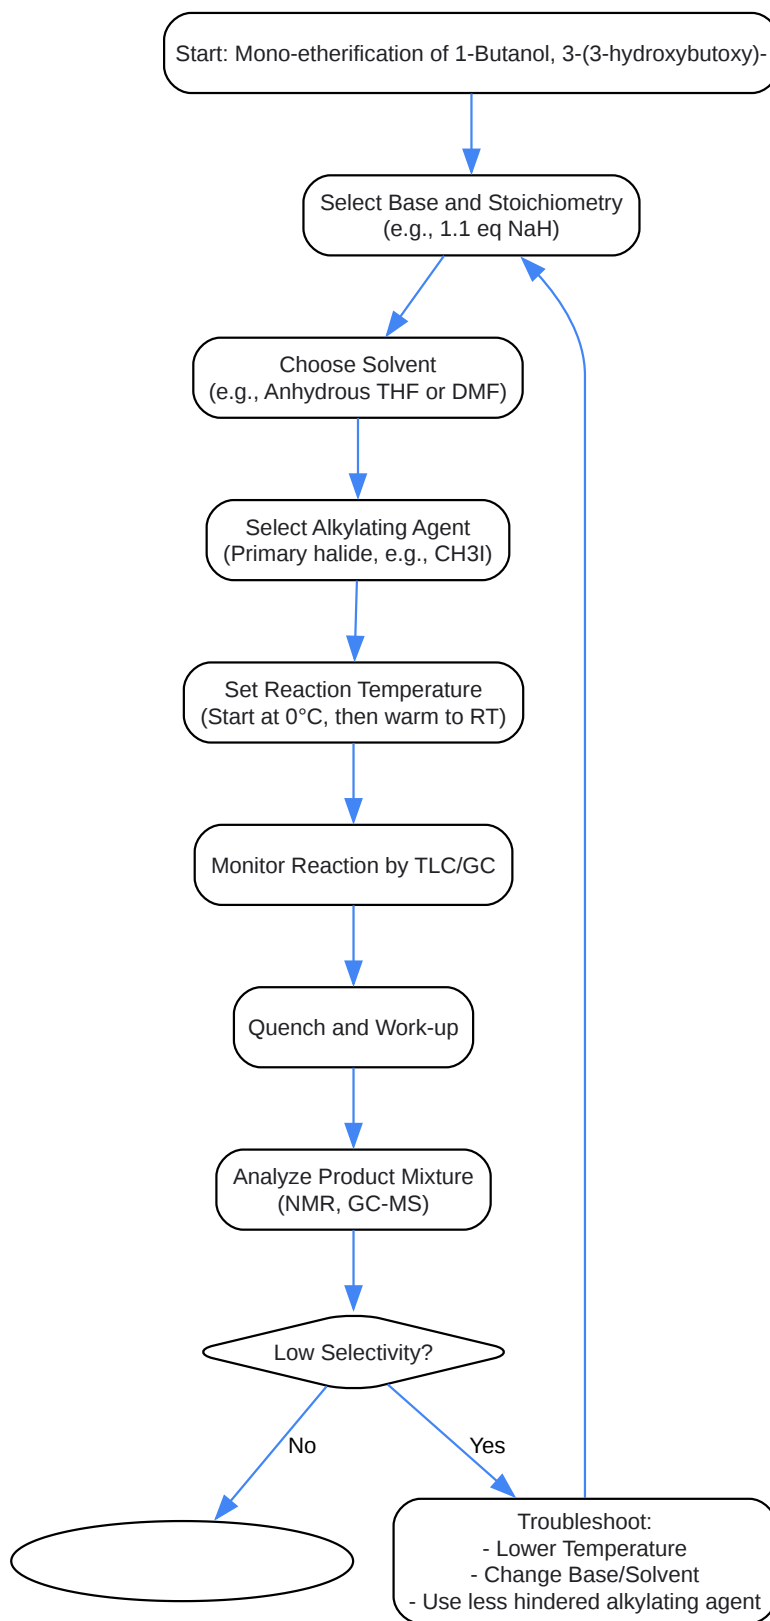 Start: Mono-etherification of 1-Butanol, 3-(3-hydroxybutoxy)-
Select Base and Stoichiometry
(e.g., 1.1 eq NaH)
Choose Solvent
(e.g., Anhydrous THF or DMF)
Select Alkylating Agent
(Primary halide, e.g., CH3I)
Set Reaction Temperature
(Start at 0°C, then warm to RT)
Monitor Reaction by TLC/GC
Quench and Work-up
Analyze Product Mixture
(NMR, GC-MS)
Low Selectivity?
No
Yes
Troubleshoot:
- Lower Temperature
- Change Base/Solvent
- Use less hindered alkylating agent